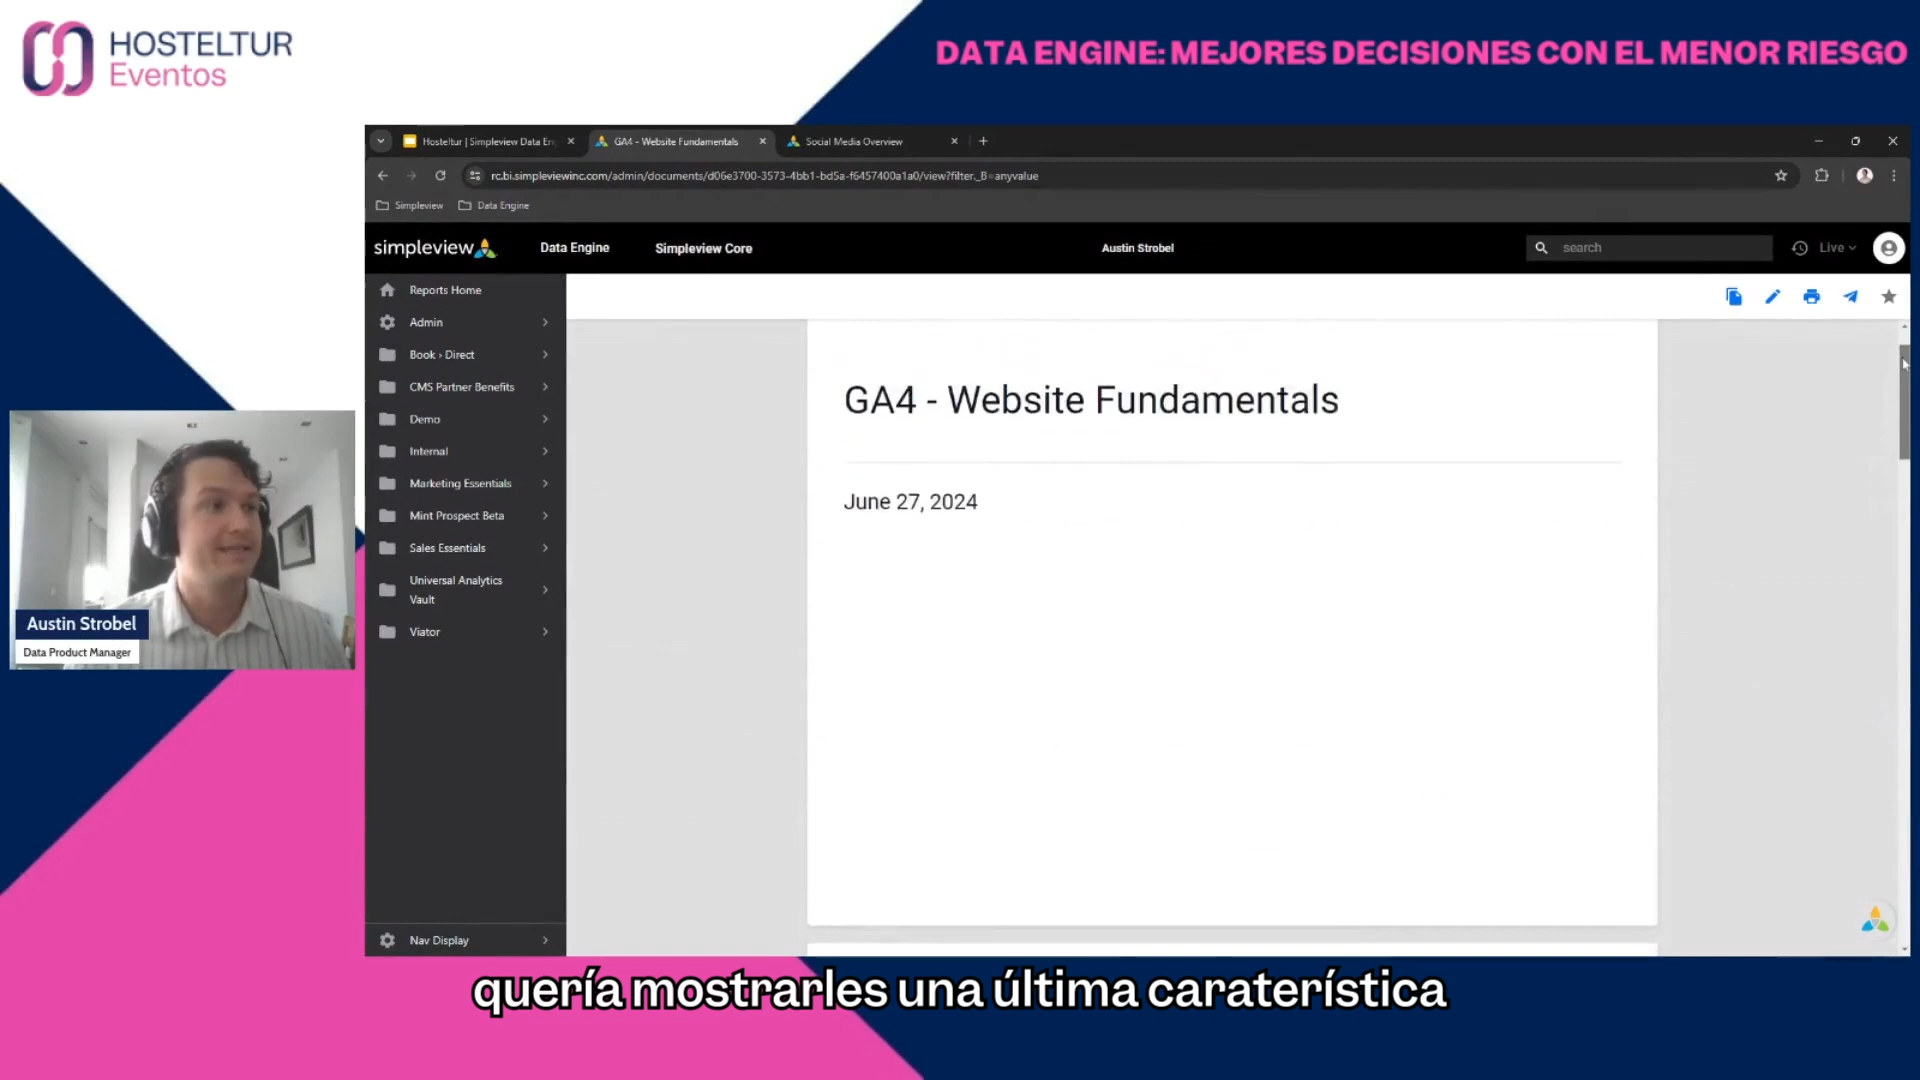 HOSTELTUR
Eventos
DATA ENGINE: MEJORES DECISIONES CON EL MENOR RIESGO
Hosteltur | Simpleview Data En
GA4 - Website Fundamentals
Social Media Overview
rc.bi.simpleviewinc.com/admin/documents/d06e3700-3573-4bb1-bd5a-f6457400a1a0/view?filter._B=anyvalue
Simpleview
Data Engine
simpleview
Data Engine
Simpleview Core
Austin Strobel
search
Live
Reports Home
Admin
Book › Direct
CMS Partner Benefits
Demo
Internal
Marketing Essentials
Mint Prospect Beta
Sales Essentials
Universal Analytics
Vault
Viator
Nav Display
GA4 - Website Fundamentals
June 27, 2024
Austin Strobel
Data Product Manager
quería mostrarles una última caraterística